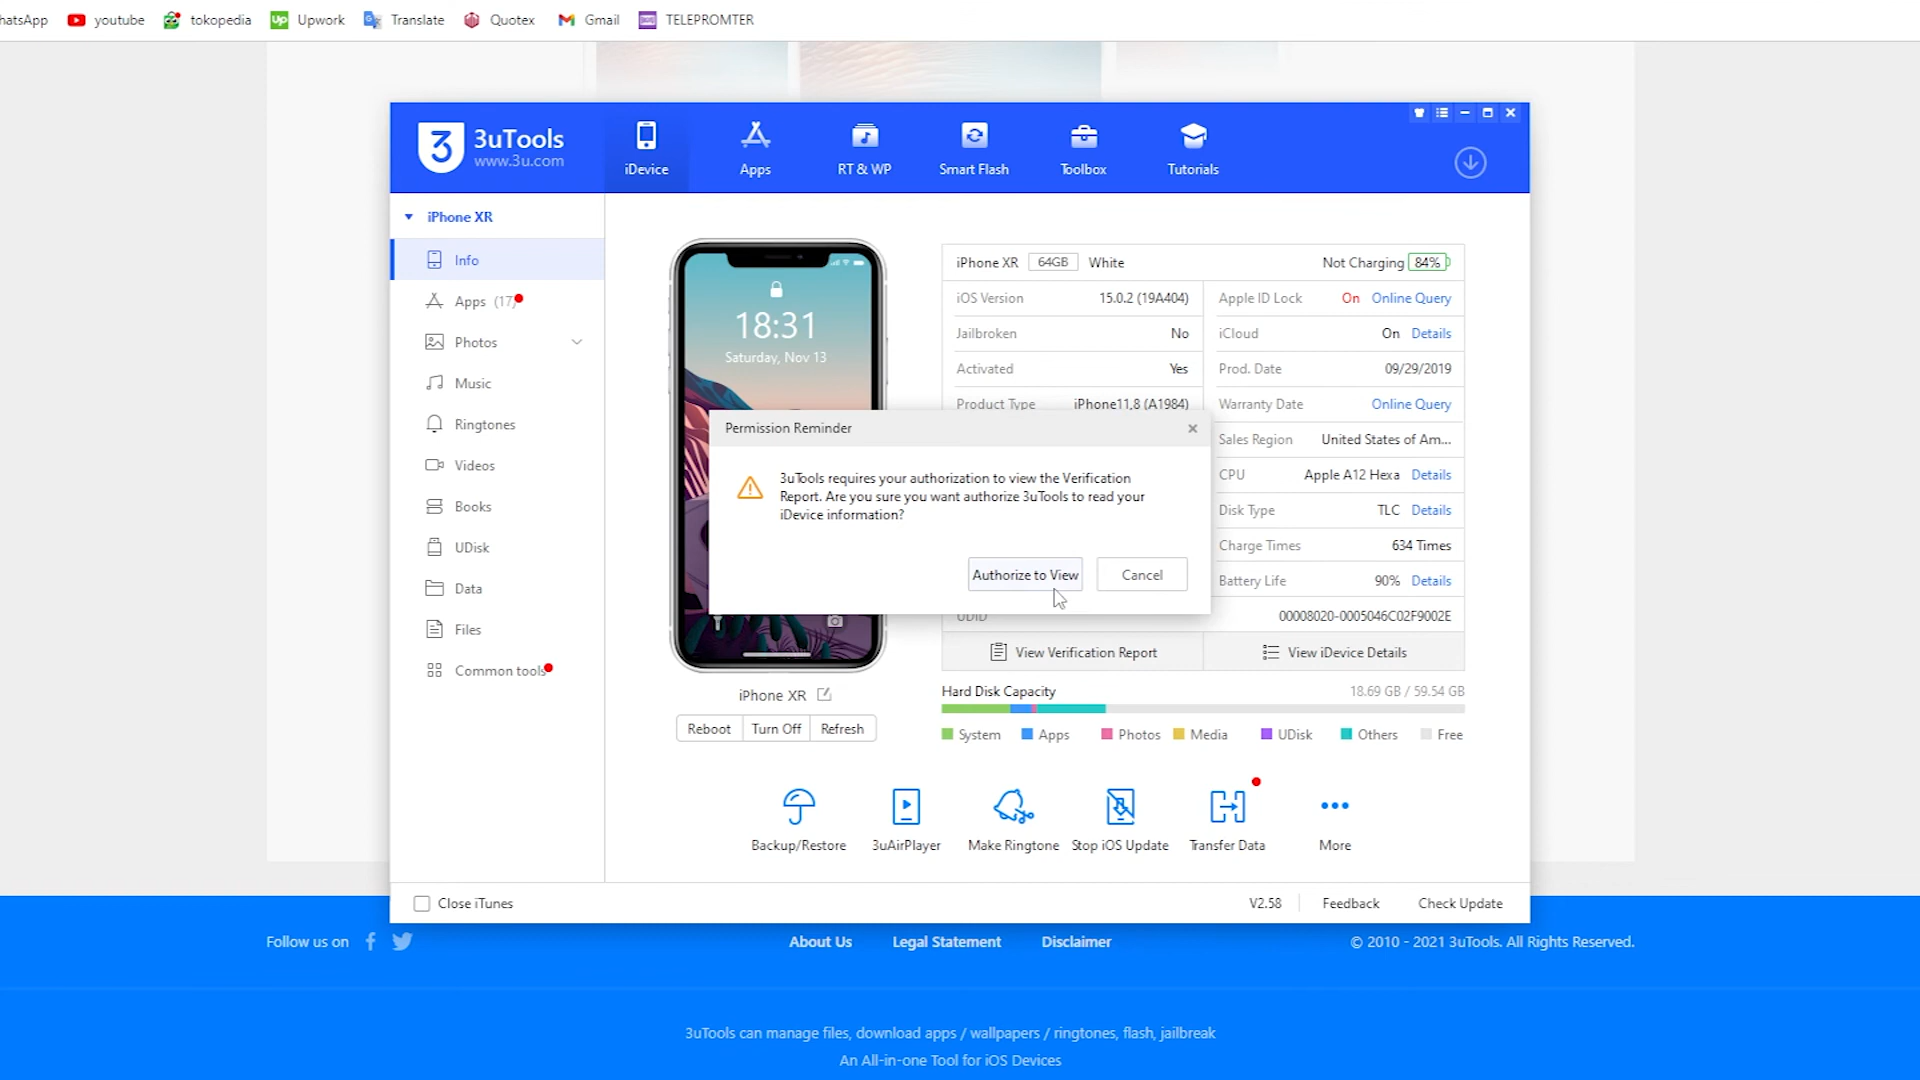 hatsApp youtube tokopedia Upwork Translate Quotex Gmail TELEPROMTER
3uTools
www.3u.com
iDevice Apps RT & WP Smart Flash Toolbox Tutorials
iPhone XR
Info
Apps (17)
Photos
Music
Ringtones
Videos
Books
UDisk
Data
Files
Common tools
18:31
Saturday, Nov 13
iPhone XR
Reboot Turn Off Refresh
iPhone XR 64GB White Not Charging 84%
iOS Version 15.0.2 (19A404) Apple ID Lock On Online Query
Jailbroken No iCloud On Details
Activated Yes Prod. Date 09/29/2019
Product Type iPhone11,8 (A1984) Warranty Date Online Query
Sales Region United States of Am...
CPU Apple A12 Hexa Details
Disk Type TLC Details
Charge Times 634 Times
Battery Life 90% Details
UDID 00008020-0005046C02F9002E
View Verification Report View iDevice Details
Permission Reminder
3uTools requires your authorization to view the Verification
Report. Are you sure you want authorize 3uTools to read your
iDevice information?
Authorize to View Cancel
Hard Disk Capacity 18.69 GB / 59.54 GB
System Apps Photos Media UDisk Others Free
Backup/Restore 3uAirPlayer Make Ringtone Stop iOS Update Transfer Data More
Close iTunes V2.58 Feedback Check Update
Follow us on About Us Legal Statement Disclaimer © 2010 - 2021 3uTools. All Rights Reserved.
3uTools can manage files, download apps / wallpapers / ringtones, flash, jailbreak
An All-in-one Tool for iOS Devices